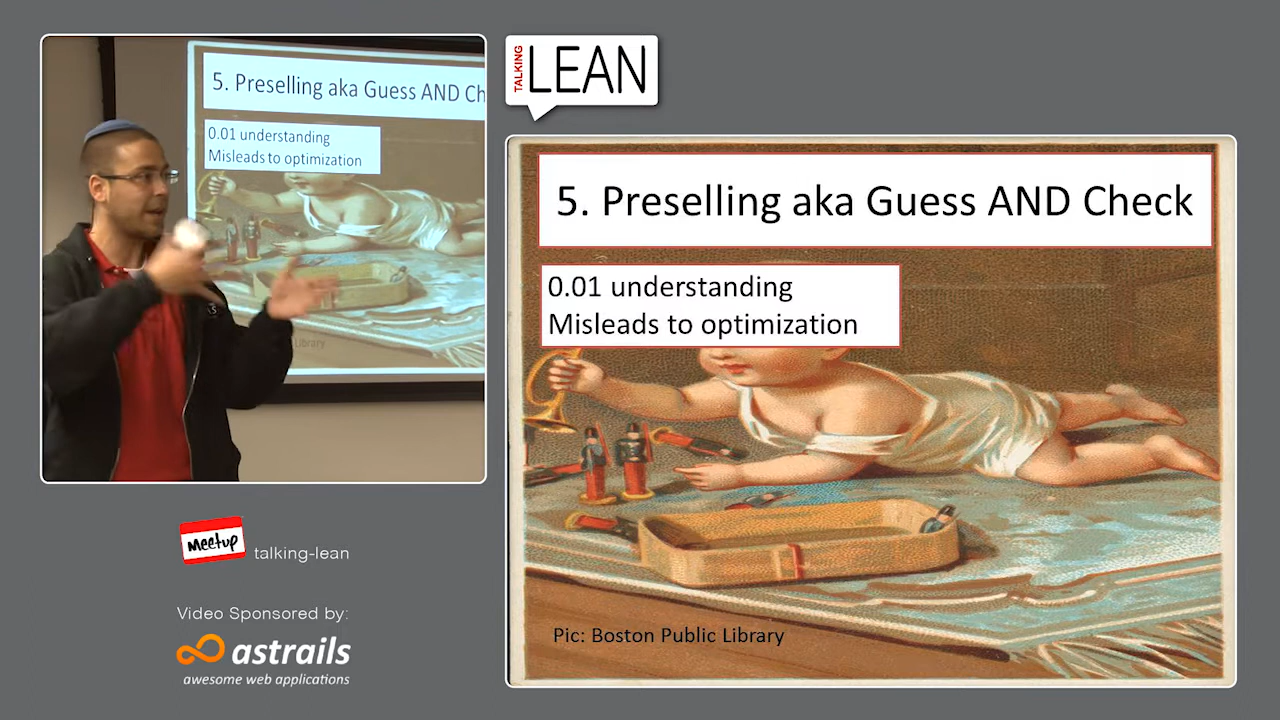 5. Preselling aka Guess AND Ch
0.01 understanding
Misleads to optimization
Library
TALKING
LEAN
5. Preselling aka Guess AND Check
0.01 understanding
Misleads to optimization
Pic: Boston Public Library
meetup
talking-lean
Video Sponsored by:
astrails
awesome web applications